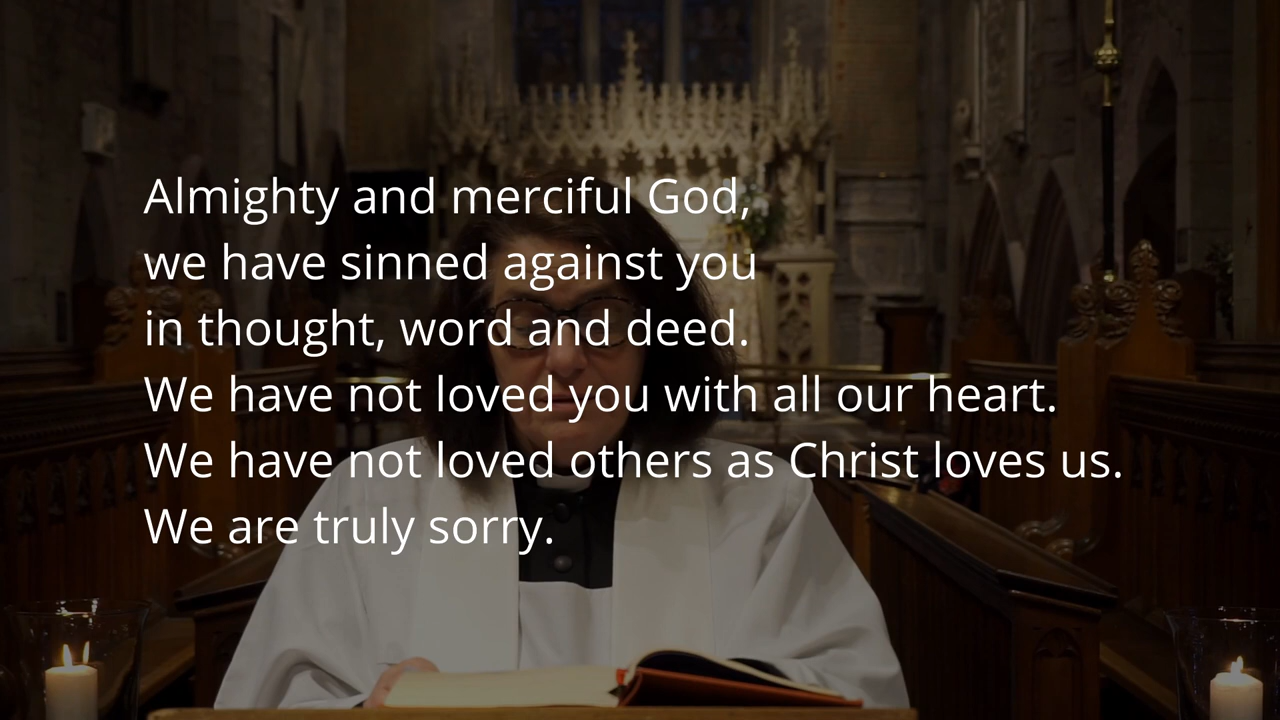 Almighty and merciful God,
we have sinned against you
in thought, word and deed.
We have not loved you with all our heart.
We have not loved others as Christ loves us.
We are truly sorry.